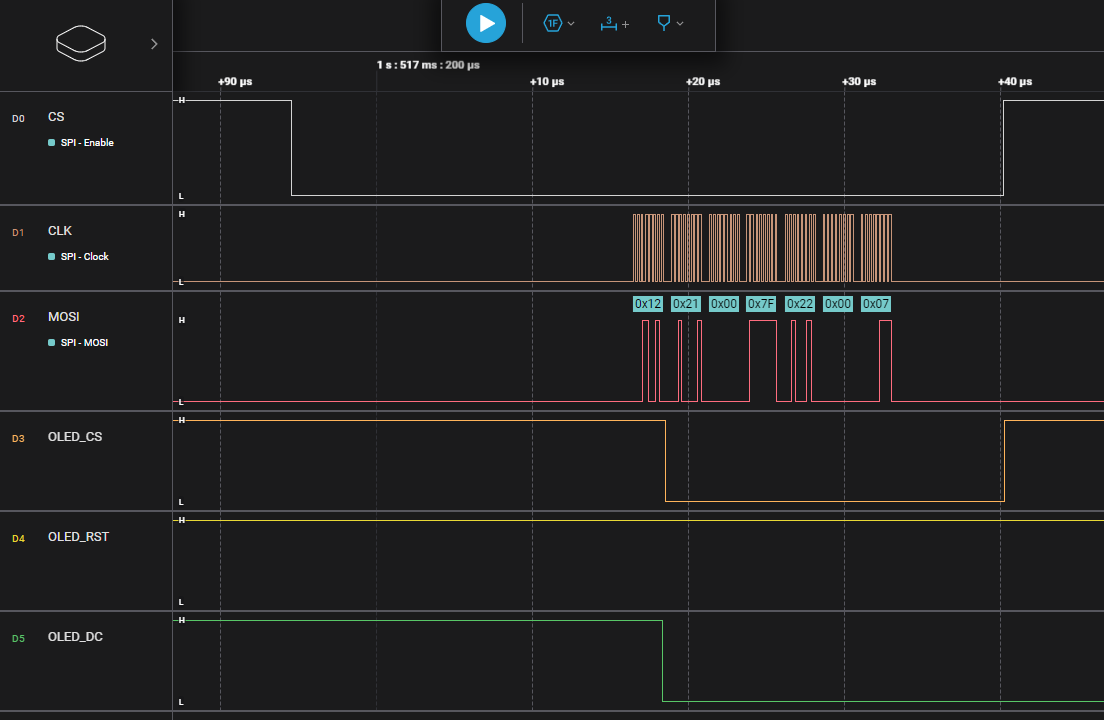 1F
3
+
1 s : 517 ms : 200 µs
+90 µs +10 µs +20 µs +30 µs +40 µs
D0 CS
SPI - Enable
H
L
D1 CLK
SPI - Clock
H
L
D2 MOSI
SPI - MOSI
0x12 0x21 0x00 0x7F 0x22 0x00 0x07
H
L
D3 OLED_CS
H
L
D4 OLED_RST
H
L
D5 OLED_DC
H
L